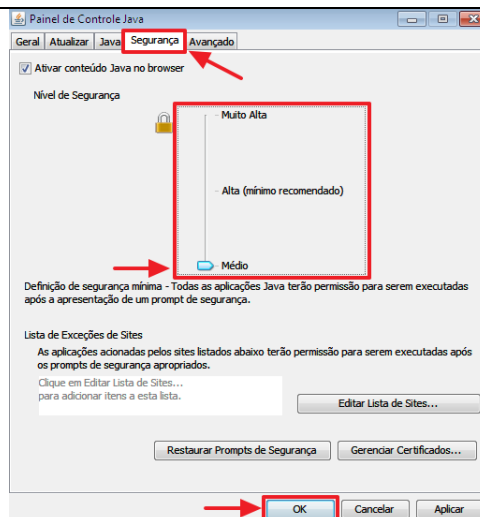 Painel de Controle Java
Geral Atualizar Java Segurança Avançado
Ativar conteúdo Java no browser
Nível de Segurança
Muito Alta
Alta (mínimo recomendado)
Médio
Definição de segurança mínima - Todas as aplicações Java terão permissão para serem executadas
após a apresentação de um prompt de segurança.
Lista de Exceções de Sites
As aplicações acionadas pelos sites listados abaixo terão permissão para serem executadas após
os prompts de segurança apropriados.
Clique em Editar Lista de Sites...
para adicionar itens a esta lista.
Editar Lista de Sites...
Restaurar Prompts de Segurança Gerenciar Certificados...
OK Cancelar Aplicar